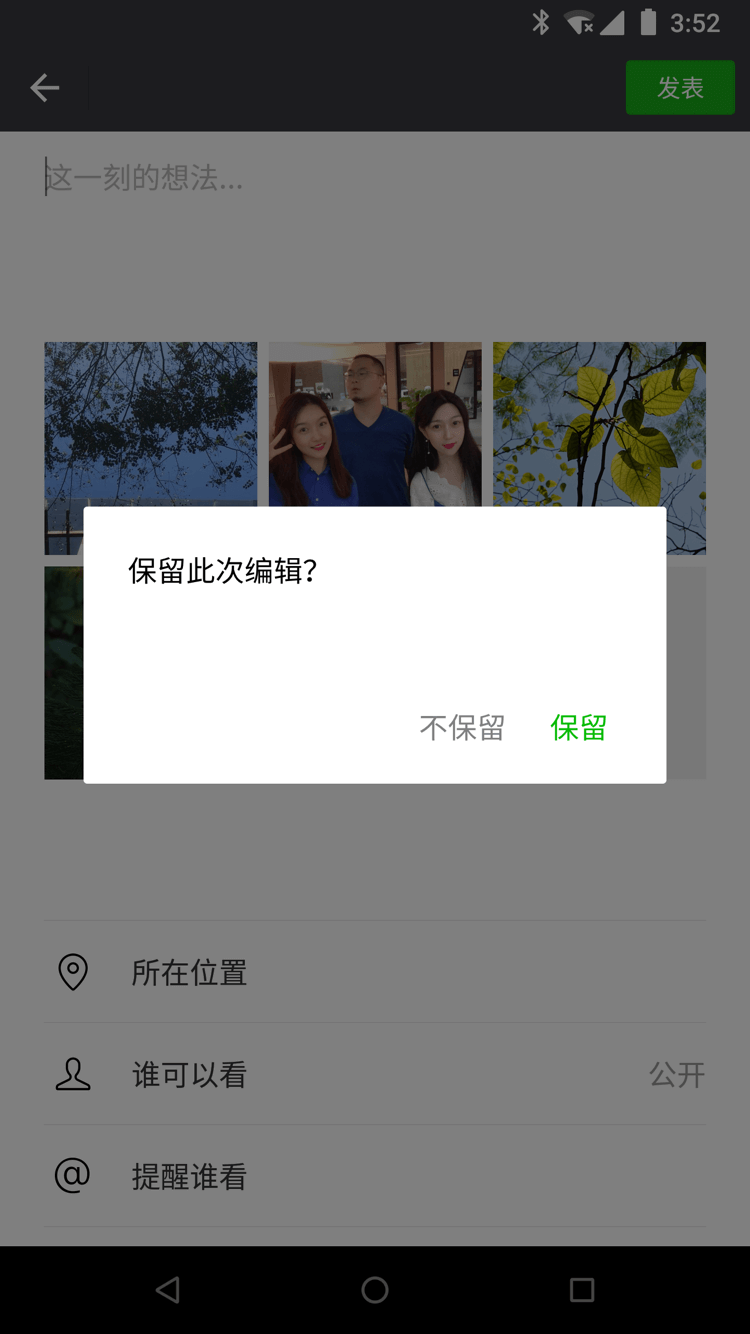 3:52
发表
这一刻的想法...
保留此次编辑?
不保留 保留
所在位置
谁可以看 公开
@ 提醒谁看